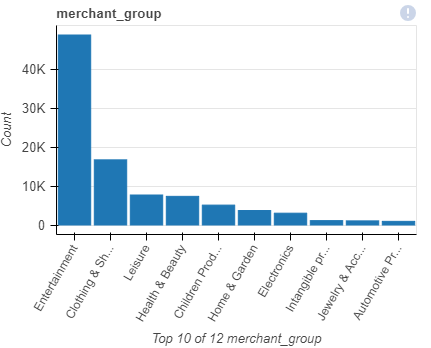 merchant_group
!
40K
30K
20K
10K
0
Count
Entertainment
Clothing & Sh...
Leisure
Health & Beauty
Children Prod...
Home & Garden
Electronics
Intangible pr...
Jewelry & Acc...
Automotive Pr...
Top 10 of 12 merchant_group